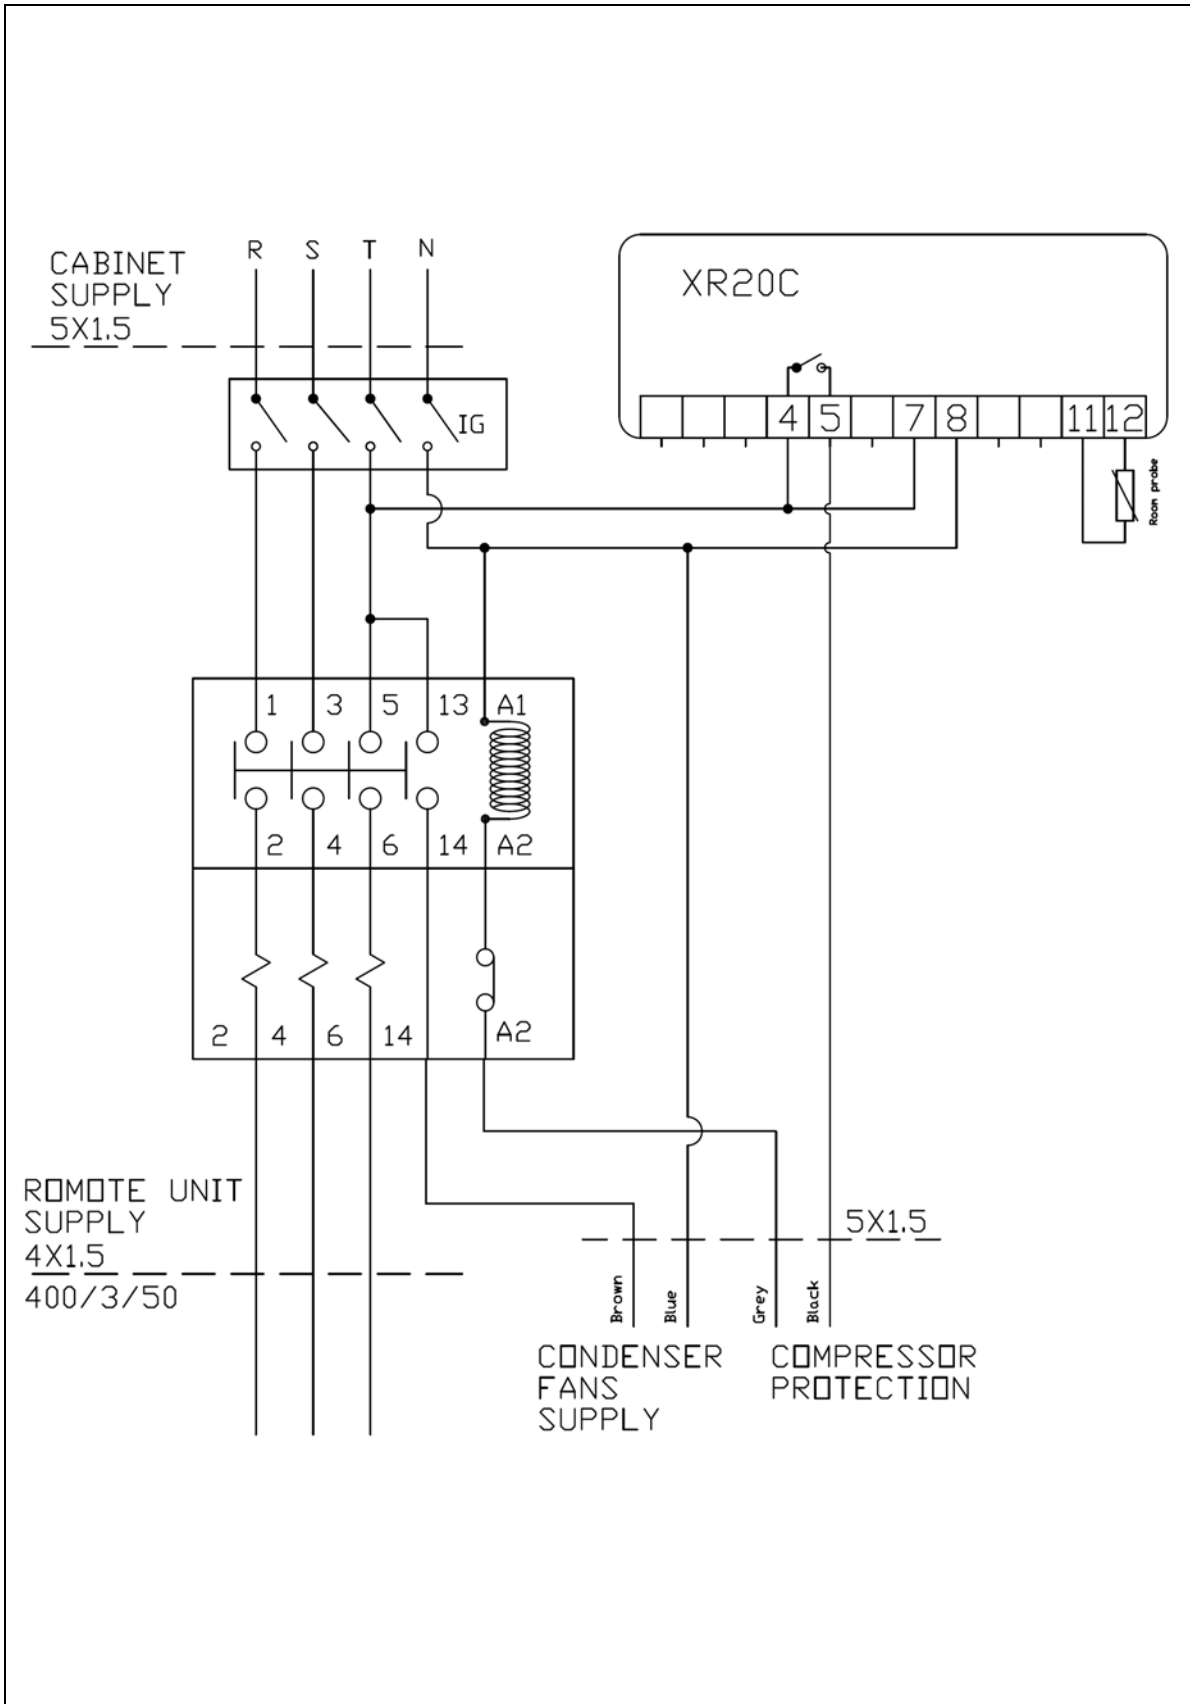 R S T N
CABINET
SUPPLY
5X1.5
XR20C
IG
4 5 7 8 11 12
Room probe
1 3 5 13 A1
2 4 6 14 A2
2 4 6 14 A2
ROMOTE UNIT
SUPPLY
4X1.5
400/3/50
5X1.5
Brown
Blue
Grey
Black
CONDENSER
FANS
SUPPLY
COMPRESSOR
PROTECTION